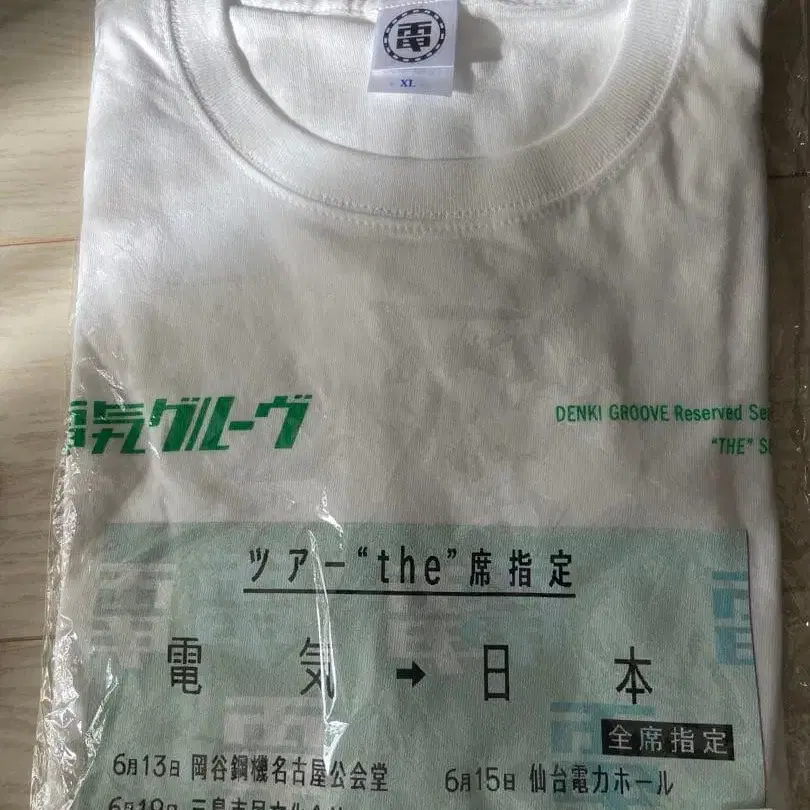 電
XL
電気グルーヴ
DENKI GROOVE Reserved
"THE"
ツアー“the”席指定
電気➡日本
全席指定
6月13日 岡谷鋼機名古屋公会堂 6月15日 仙台電力ホール